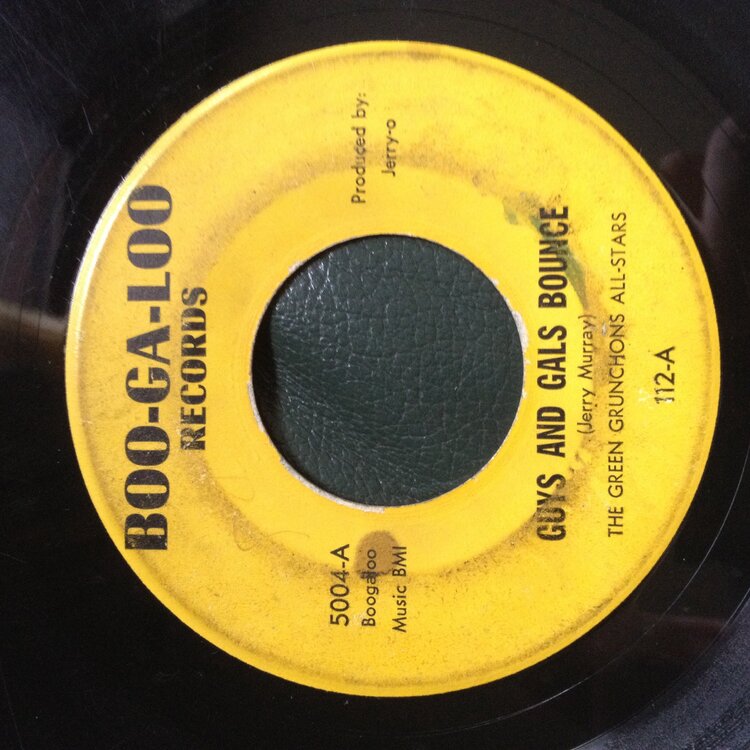 BOO-GA-LOO
RECORDS
5004-A
Boogaloo
Music BMI
Produced by:
Jerry-o
GUYS AND GALS BOUNCE
(Jerry Murray)
THE GREEN GRUNCHONS ALL-STARS
112-A